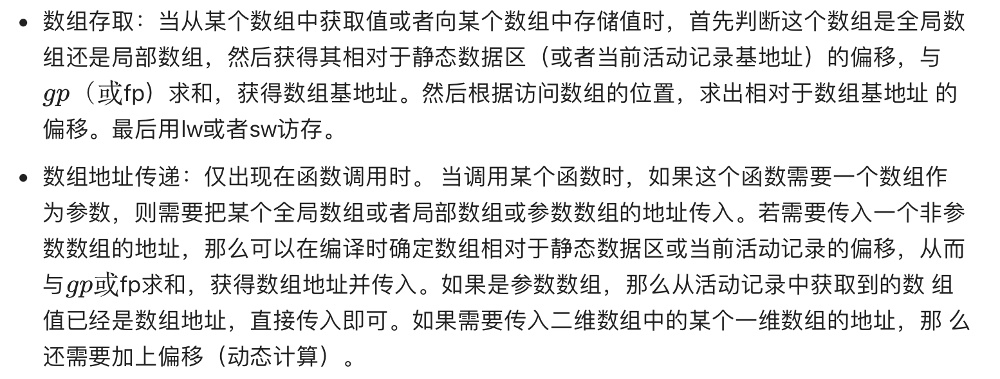 • 数组存取：当从某个数组中获取值或者向某个数组中存储值时，首先判断这个数组是全局数
组还是局部数组，然后获得其相对于静态数据区（或者当前活动记录基地址）的偏移，与
gp（或fp）求和，获得数组基地址。然后根据访问数组的位置，求出相对于数组基地址 的
偏移。最后用lw或者sw访存。
• 数组地址传递：仅出现在函数调用时。 当调用某个函数时，如果这个函数需要一个数组作
为参数，则需要把某个全局数组或者局部数组或参数数组的地址传入。若需要传入一个非参
数数组的地址，那么可以在编译时确定数组相对于静态数据区或当前活动记录的偏移，从而
与gp或fp求和，获得数组地址并传入。如果是参数数组，那么从活动记录中获取到的数 组
值已经是数组地址，直接传入即可。如果需要传入二维数组中的某个一维数组的地址，那 么
还需要加上偏移（动态计算）。